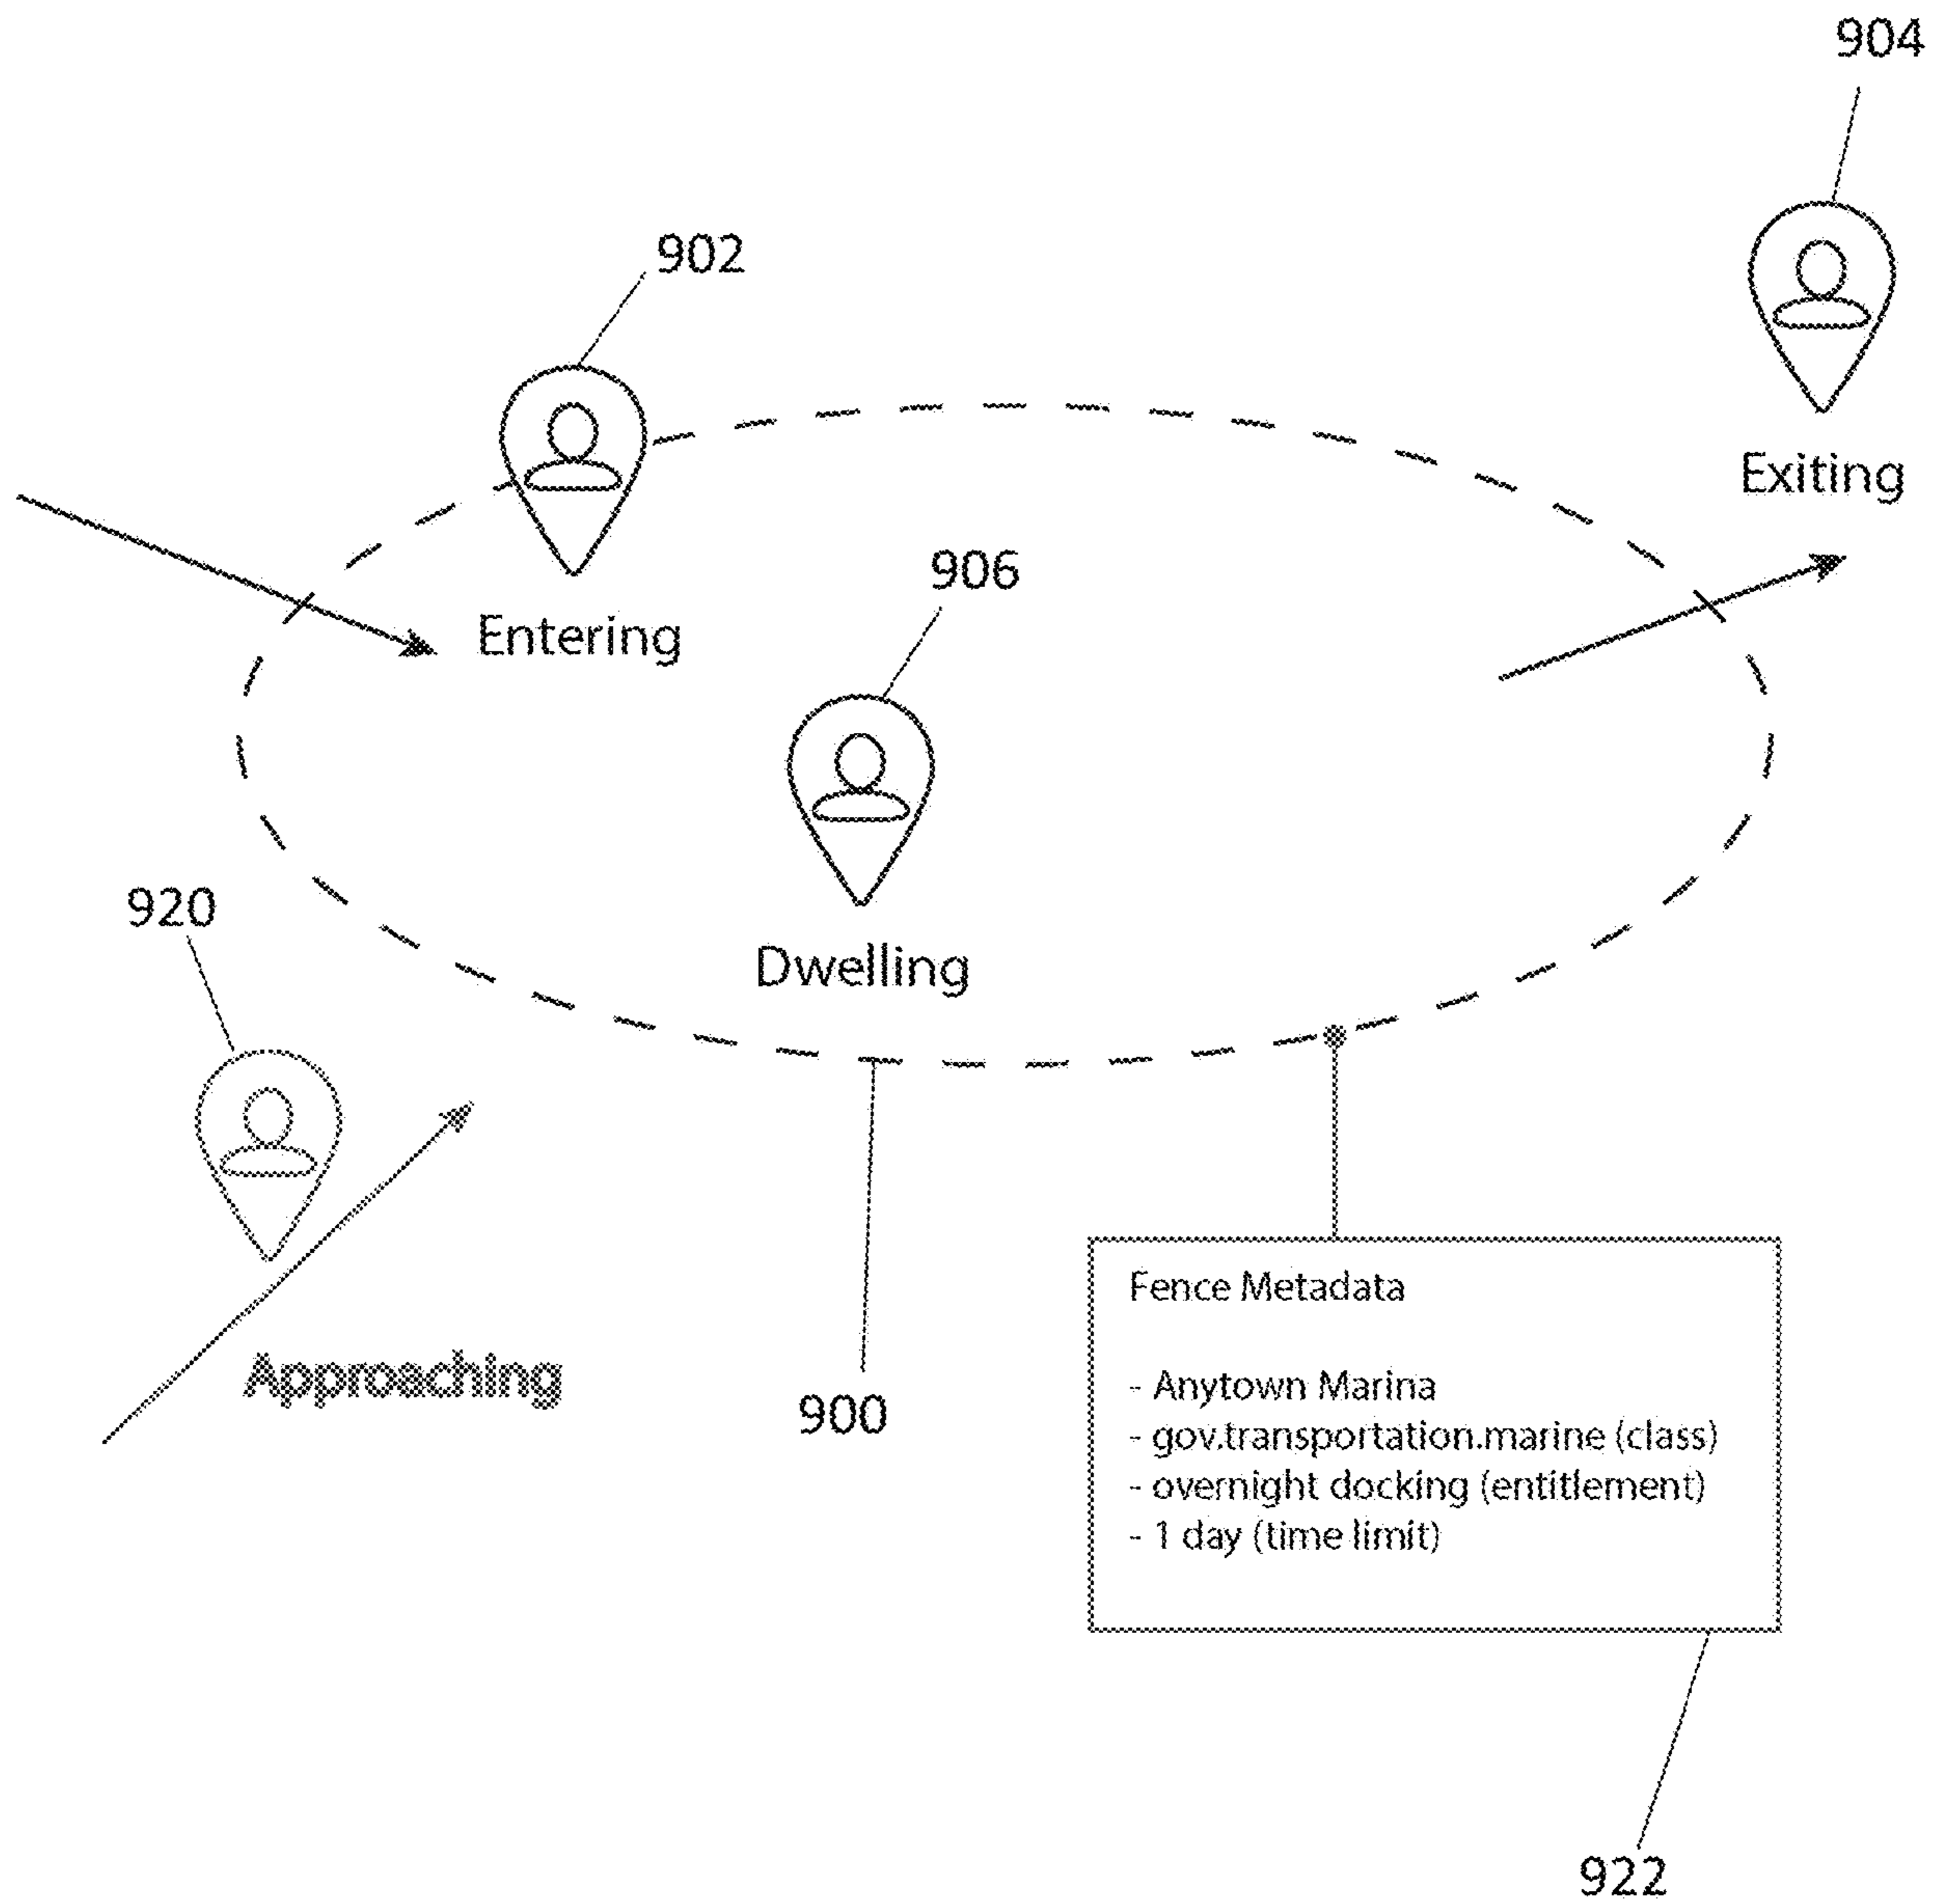 904
902
Exiting
906
Entering
920
Dwelling
Fence Metadata
Approaching
- Anytown Marina
900
- gov.transportation.marine (class)
- overnight docking (entitlement)
- 1 day (time limit)
922